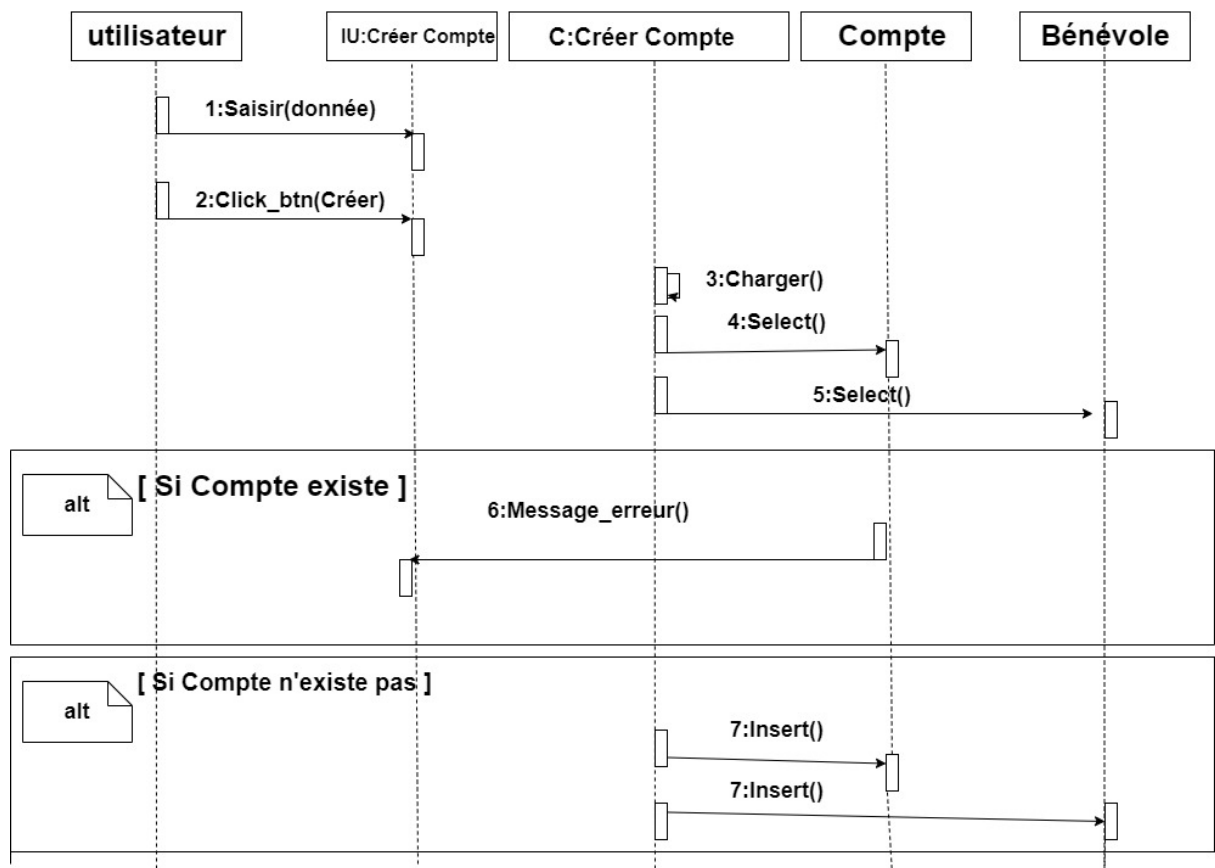 utilisateur
IU:Créer Compte
C:Créer Compte
Compte
Bénévole
1:Saisir(donnée)
2:Click_btn(Créer)
3:Charger()
4:Select()
5:Select()
alt
[ Si Compte existe ]
6:Message_erreur()
alt
[ Si Compte n'existe pas ]
7:Insert()
7:Insert()